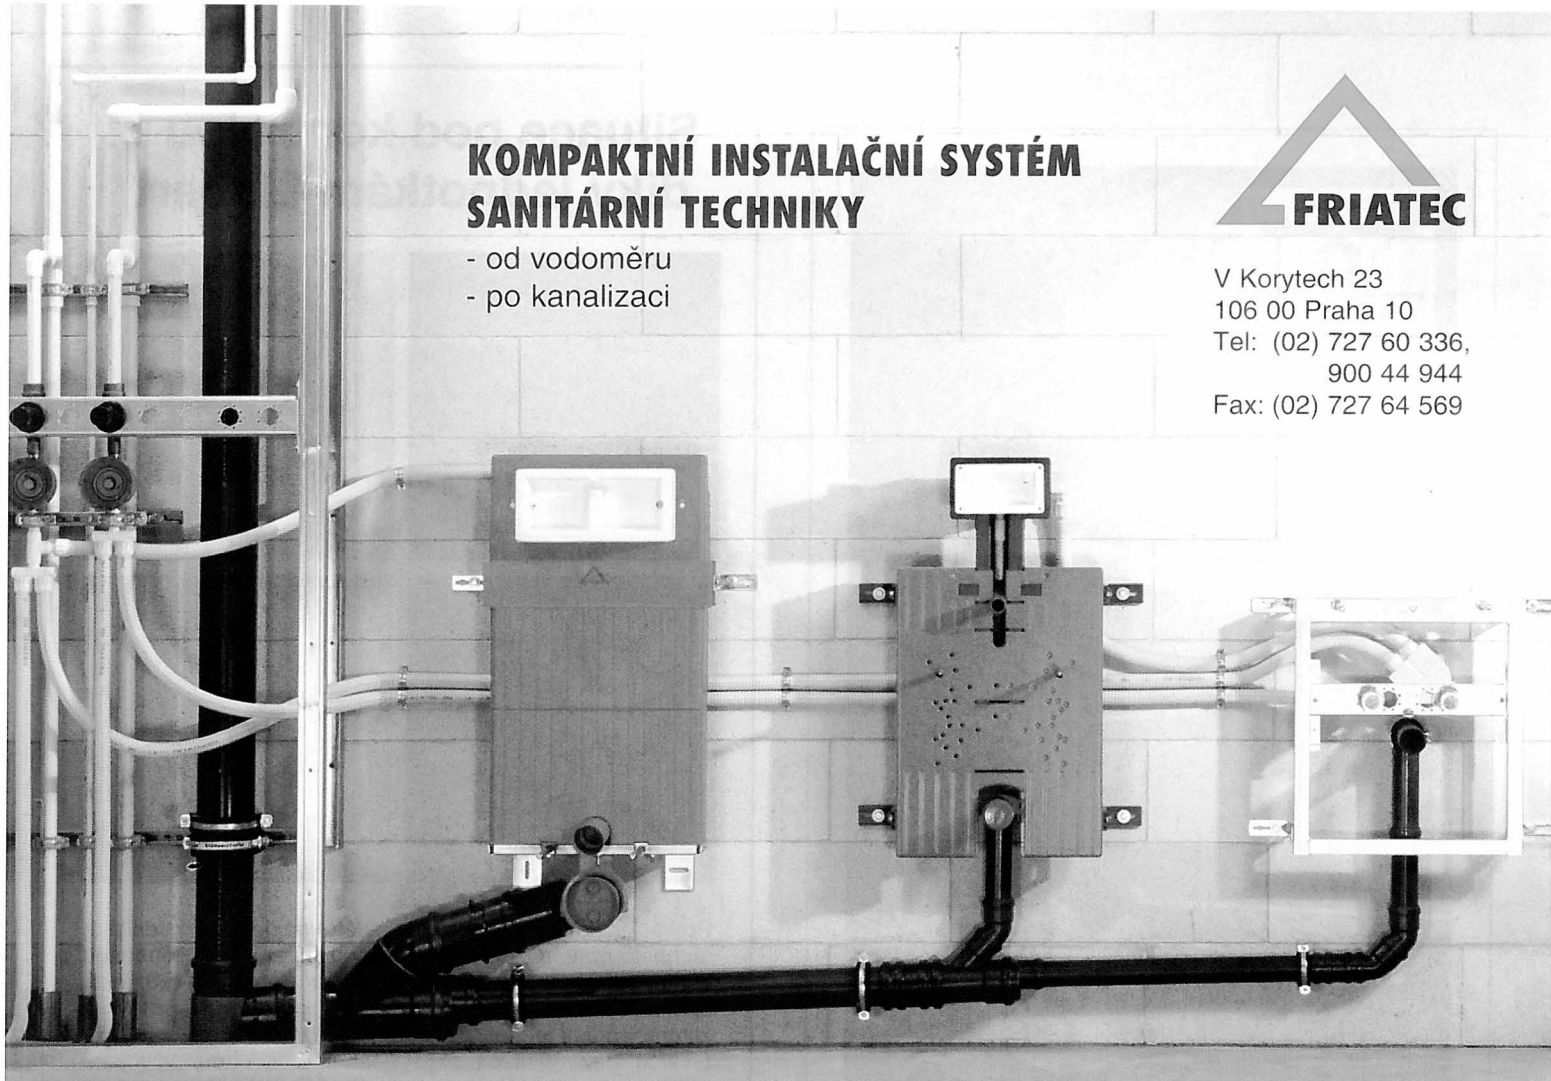 KOMPAKTNÍ INSTALAČNÍ SYSTÉM
SANITÁRNÍ TECHNIKY
- od vodoměru
- po kanalizaci
FRIATEC
V Korytech 23
106 00 Praha 10
Tel: (02) 727 60 336,
900 44 944
Fax: (02) 727 64 569